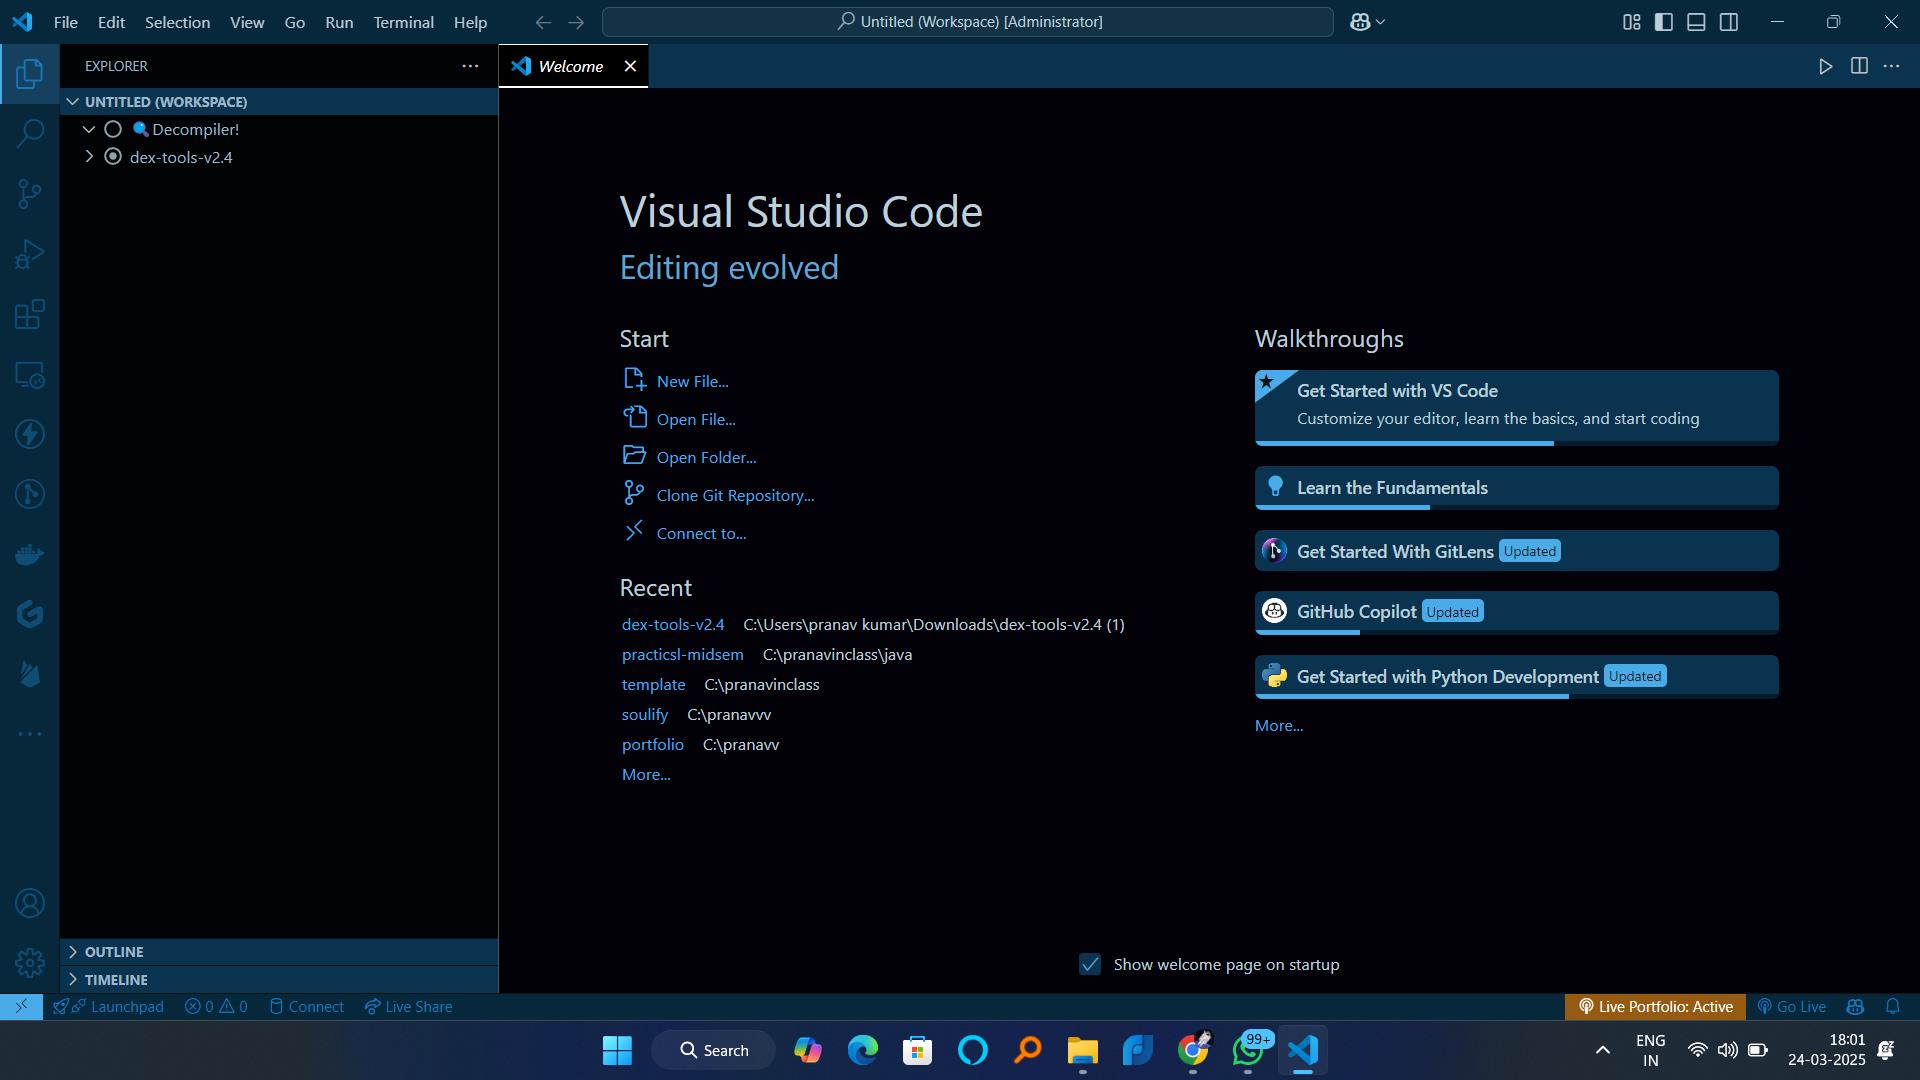 File Edit Selection View Go Run Terminal Help
Untitled (Workspace) [Administrator]
EXPLORER
Welcome
UNTITLED (WORKSPACE)
Decompiler!
dex-tools-v2.4
Visual Studio Code
Editing evolved
Start
New File...
Open File...
Open Folder...
Clone Git Repository...
Connect to...
Recent
dex-tools-v2.4 C:\Users\pranav kumar\Downloads\dex-tools-v2.4 (1)
practicsl-midsem C:\pranavinclass\java
template C:\pranavinclass
soulify C:\pranavvv
portfolio C:\pranavv
More...
Walkthroughs
Get Started with VS Code
Customize your editor, learn the basics, and start coding
Learn the Fundamentals
Get Started With GitLens Updated
GitHub Copilot Updated
Get Started with Python Development Updated
More...
Show welcome page on startup
OUTLINE
TIMELINE
Launchpad 0 0 Connect Live Share
Live Portfolio: Active Go Live
Search
99+
ENG
IN
18:01
24-03-2025